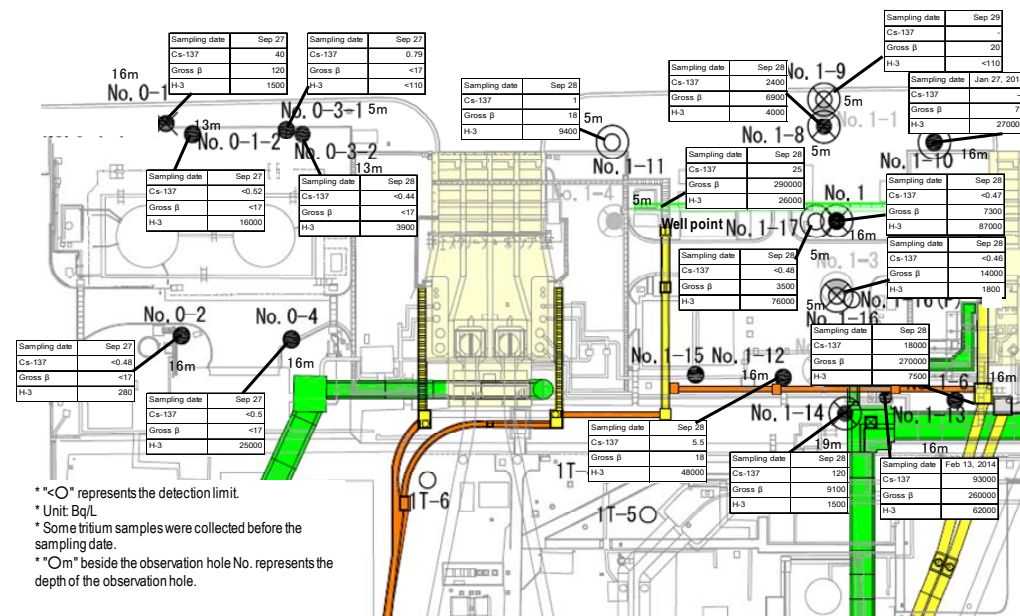 Sampling date Sep 29
Cs-137 -
Gross β 20
H-3 <110
Sampling date Sep 27
Cs-137 40
Gross β 120
H-3 1500
Sampling date Sep 27
Cs-137 0.79
Gross β <17
H-3 <110
16m
No. 0-1
Sampling date Sep 28
Cs-137 1
Gross β 18
H-3 9400
Sampling date Sep 28
Cs-137 2400
Gross β 6900
H-3 4000
No. 1-9
5m
Sampling date Jan 27, 201
Cs-137 -
Gross β 7
H-3 27000
No. 0-3-1 5m
13m
No. 0-1-2
No. 0-3-2
13m
No. 1-11
No. 1-8
5m
No. 1-1
No. 1-10
16m
Sampling date Sep 27
Cs-137 <0.52
Gross β <17
H-3 16000
Sampling date Sep 28
Cs-137 <0.44
Gross β <17
H-3 3900
Sampling date Sep 28
Cs-137 25
Gross β 290000
H-3 26000
No. 1-4
5m
Well point
No. 1-17
5m
No. 1
16m
Sampling date Sep 28
Cs-137 <0.47
Gross β 7300
H-3 87000
Sampling date Sep 28
Cs-137 <0.48
Gross β 3500
H-3 76000
No. 1-3
Sampling date Sep 28
Cs-137 <0.46
Gross β 14000
H-3 1800
5m
No. 1-16
No. 0-2
16m
No. 0-4
16m
Sampling date Sep 27
Cs-137 <0.48
Gross β <17
H-3 280
Sampling date Sep 27
Cs-137 <0.5
Gross β <17
H-3 25000
No. 1-15
No. 1-12
16m
Sampling date Sep 28
Cs-137 18000
Gross β 270000
H-3 7500
16m
1-6
No. 1-13
16m
No. 1-14
19m
Sampling date Sep 28
Cs-137 5.5
Gross β 18
H-3 48000
Sampling date Sep 28
Cs-137 120
Gross β 9100
H-3 1500
Sampling date Feb 13, 2014
Cs-137 93000
Gross β 260000
H-3 62000
1T-6
1T-
1T-5
* "<O" represents the detection limit.
* Unit: Bq/L
* Some tritium samples were collected before the
sampling date.
* "Om" beside the observation hole No. represents the
depth of the observation hole.